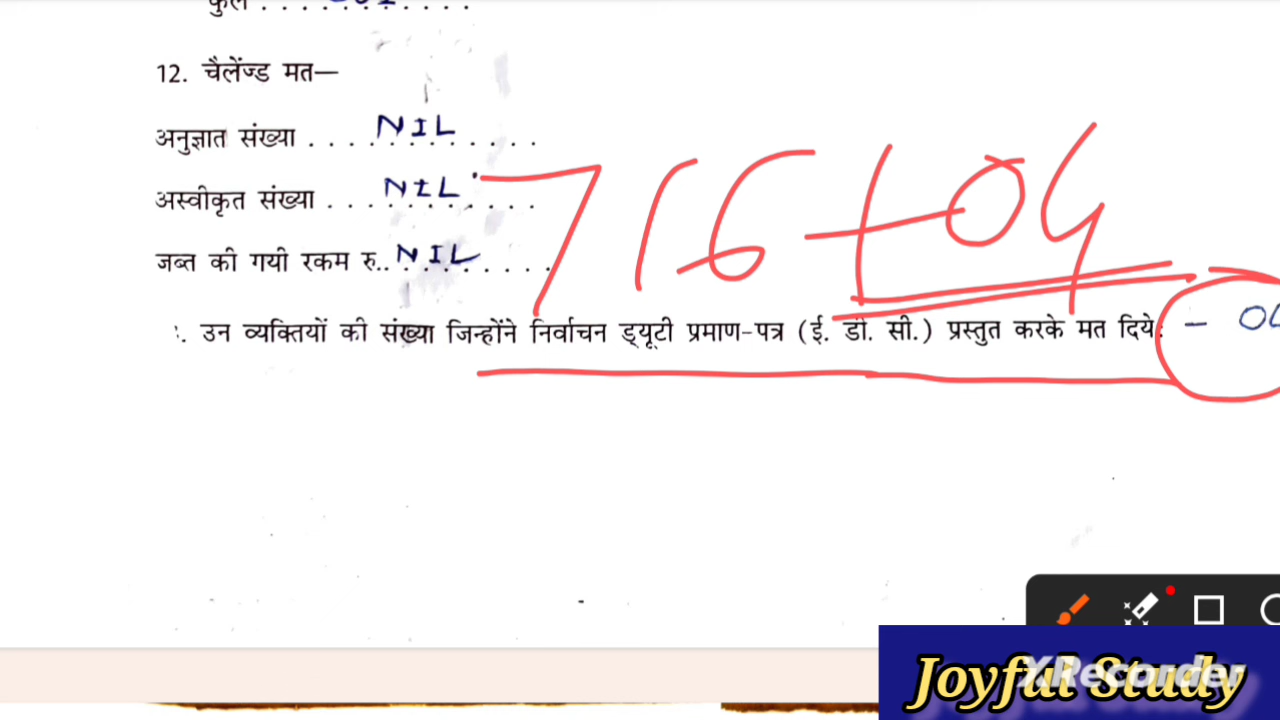 कुल . . . . . . . . . . . .
12. चैलेंज्ड मत—
अनुज्ञात संख्या . . . . NIL . . . .
अस्वीकृत संख्या . . . NIL . . . .
716+04
जब्त की गयी रकम रु.. NIL . . . .
उन व्यक्तियों की संख्या जिन्होंने निर्वाचन ड्यूटी प्रमाण-पत्र (ई. डी. सी.) प्रस्तुत करके मत दिये: –
Joyful Study
XRecorder